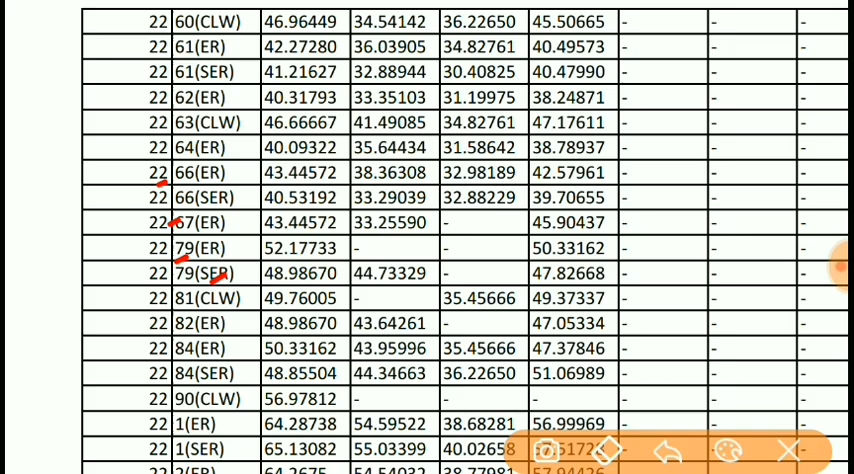 22 60(CLW) 46.96449 34.54142 36.22650 45.50665 - - -
22 61(ER) 42.27280 36.03905 34.82761 40.49573 - - -
22 61(SER) 41.21627 32.88944 30.40825 40.47990 - - -
22 62(ER) 40.31793 33.35103 31.19975 38.24871 - - -
22 63(CLW) 46.66667 41.49085 34.82761 47.17611 - - -
22 64(ER) 40.09322 35.64434 31.58642 38.78937 - - -
22 66(ER) 43.44572 38.36308 32.98189 42.57961 - - -
22 66(SER) 40.53192 33.29039 32.88229 39.70655 - - -
22 67(ER) 43.44572 33.25590 - 45.90437 - - -
22 79(ER) 52.17733 - - 50.33162 - - -
22 79(SER) 48.98670 44.73329 - 47.82668 - - -
22 81(CLW) 49.76005 - 35.45666 49.37337 - - -
22 82(ER) 48.98670 43.64261 - 47.05334 - - -
22 84(ER) 50.33162 43.95996 35.45666 47.37846 - - -
22 84(SER) 48.85504 44.34663 36.22650 51.06989 - - -
22 90(CLW) 56.97812 - - - - - -
22 1(ER) 64.28738 54.59522 38.68281 56.99969 - - -
22 1(SER) 65.13082 55.03399 40.02658 - -
22 2(ER)